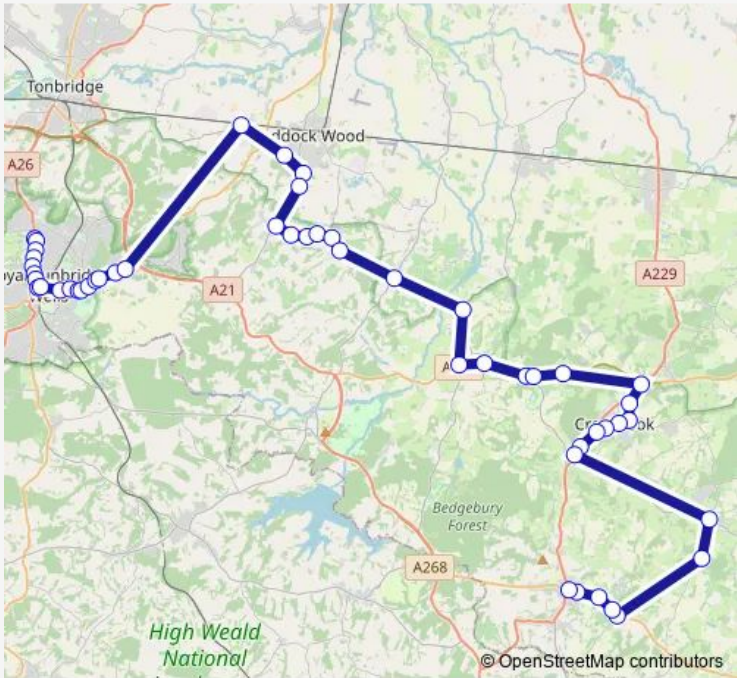 Tonbridge
ddock Wood
A26
A229
A21
Bedgebury
Forest
A268
High Weald
National
© OpenStreetMap contributors